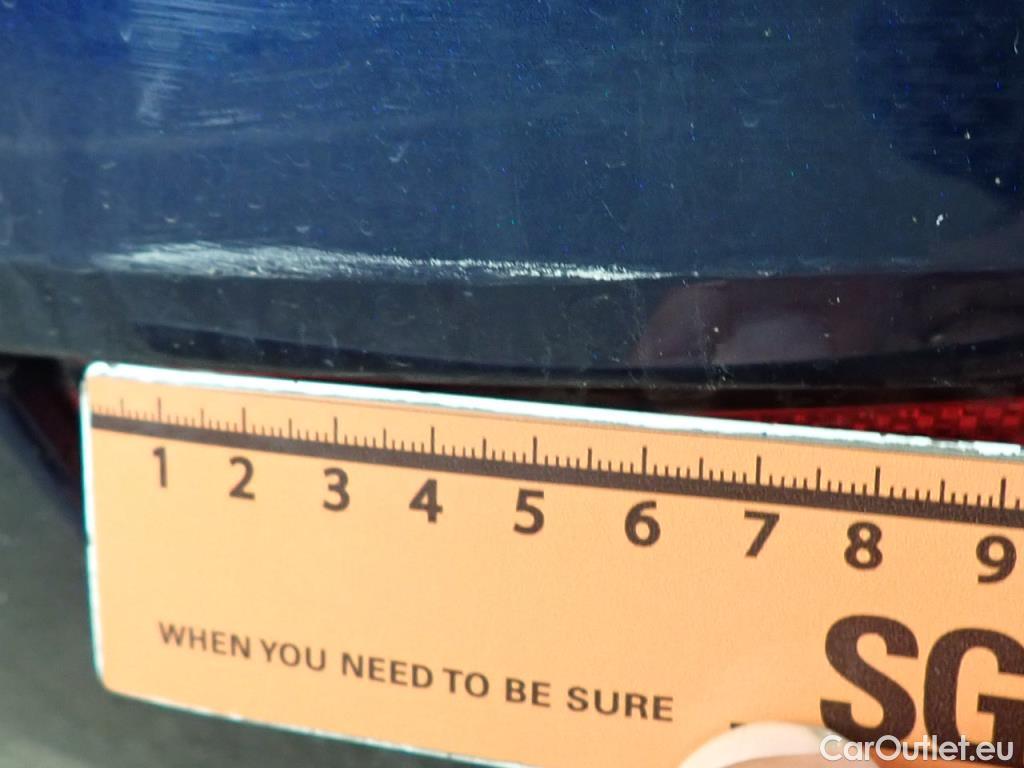 1 2 3 4 5 6 7 8 9
WHEN YOU NEED TO BE SURE
SG
CarOutlet.eu